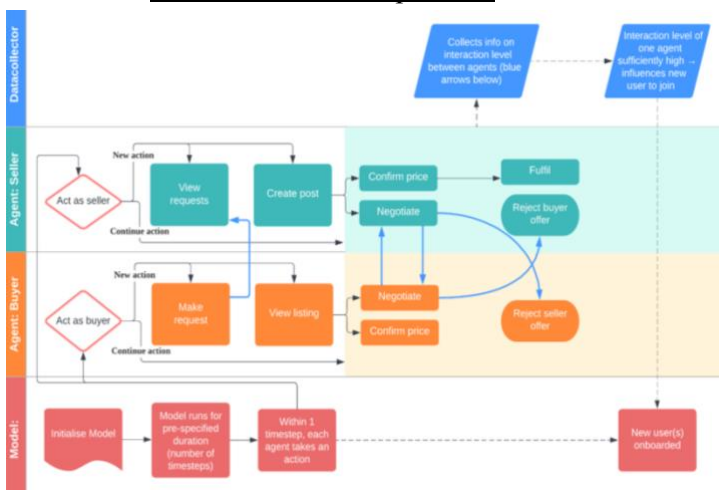 Datacollector
Collects info on
interaction level
between agents (blue
arrows below)
Interaction level of
one agent
sufficiently high →
influences new
user to join
Agent: Seller
New action
Act as seller
View
requests
Create post
Confirm price
Fulfil
Negotiate
Reject buyer
offer
Continue action
Agent: Buyer
New action
Act as buyer
Make
request
View listing
Negotiate
Confirm price
Reject seller
offer
Continue action
Model:
Initialise Model
Model runs for
pre-specified
duration
(number of
timesteps)
Within 1
timestep, each
agent takes an
action
New user(s)
onboarded